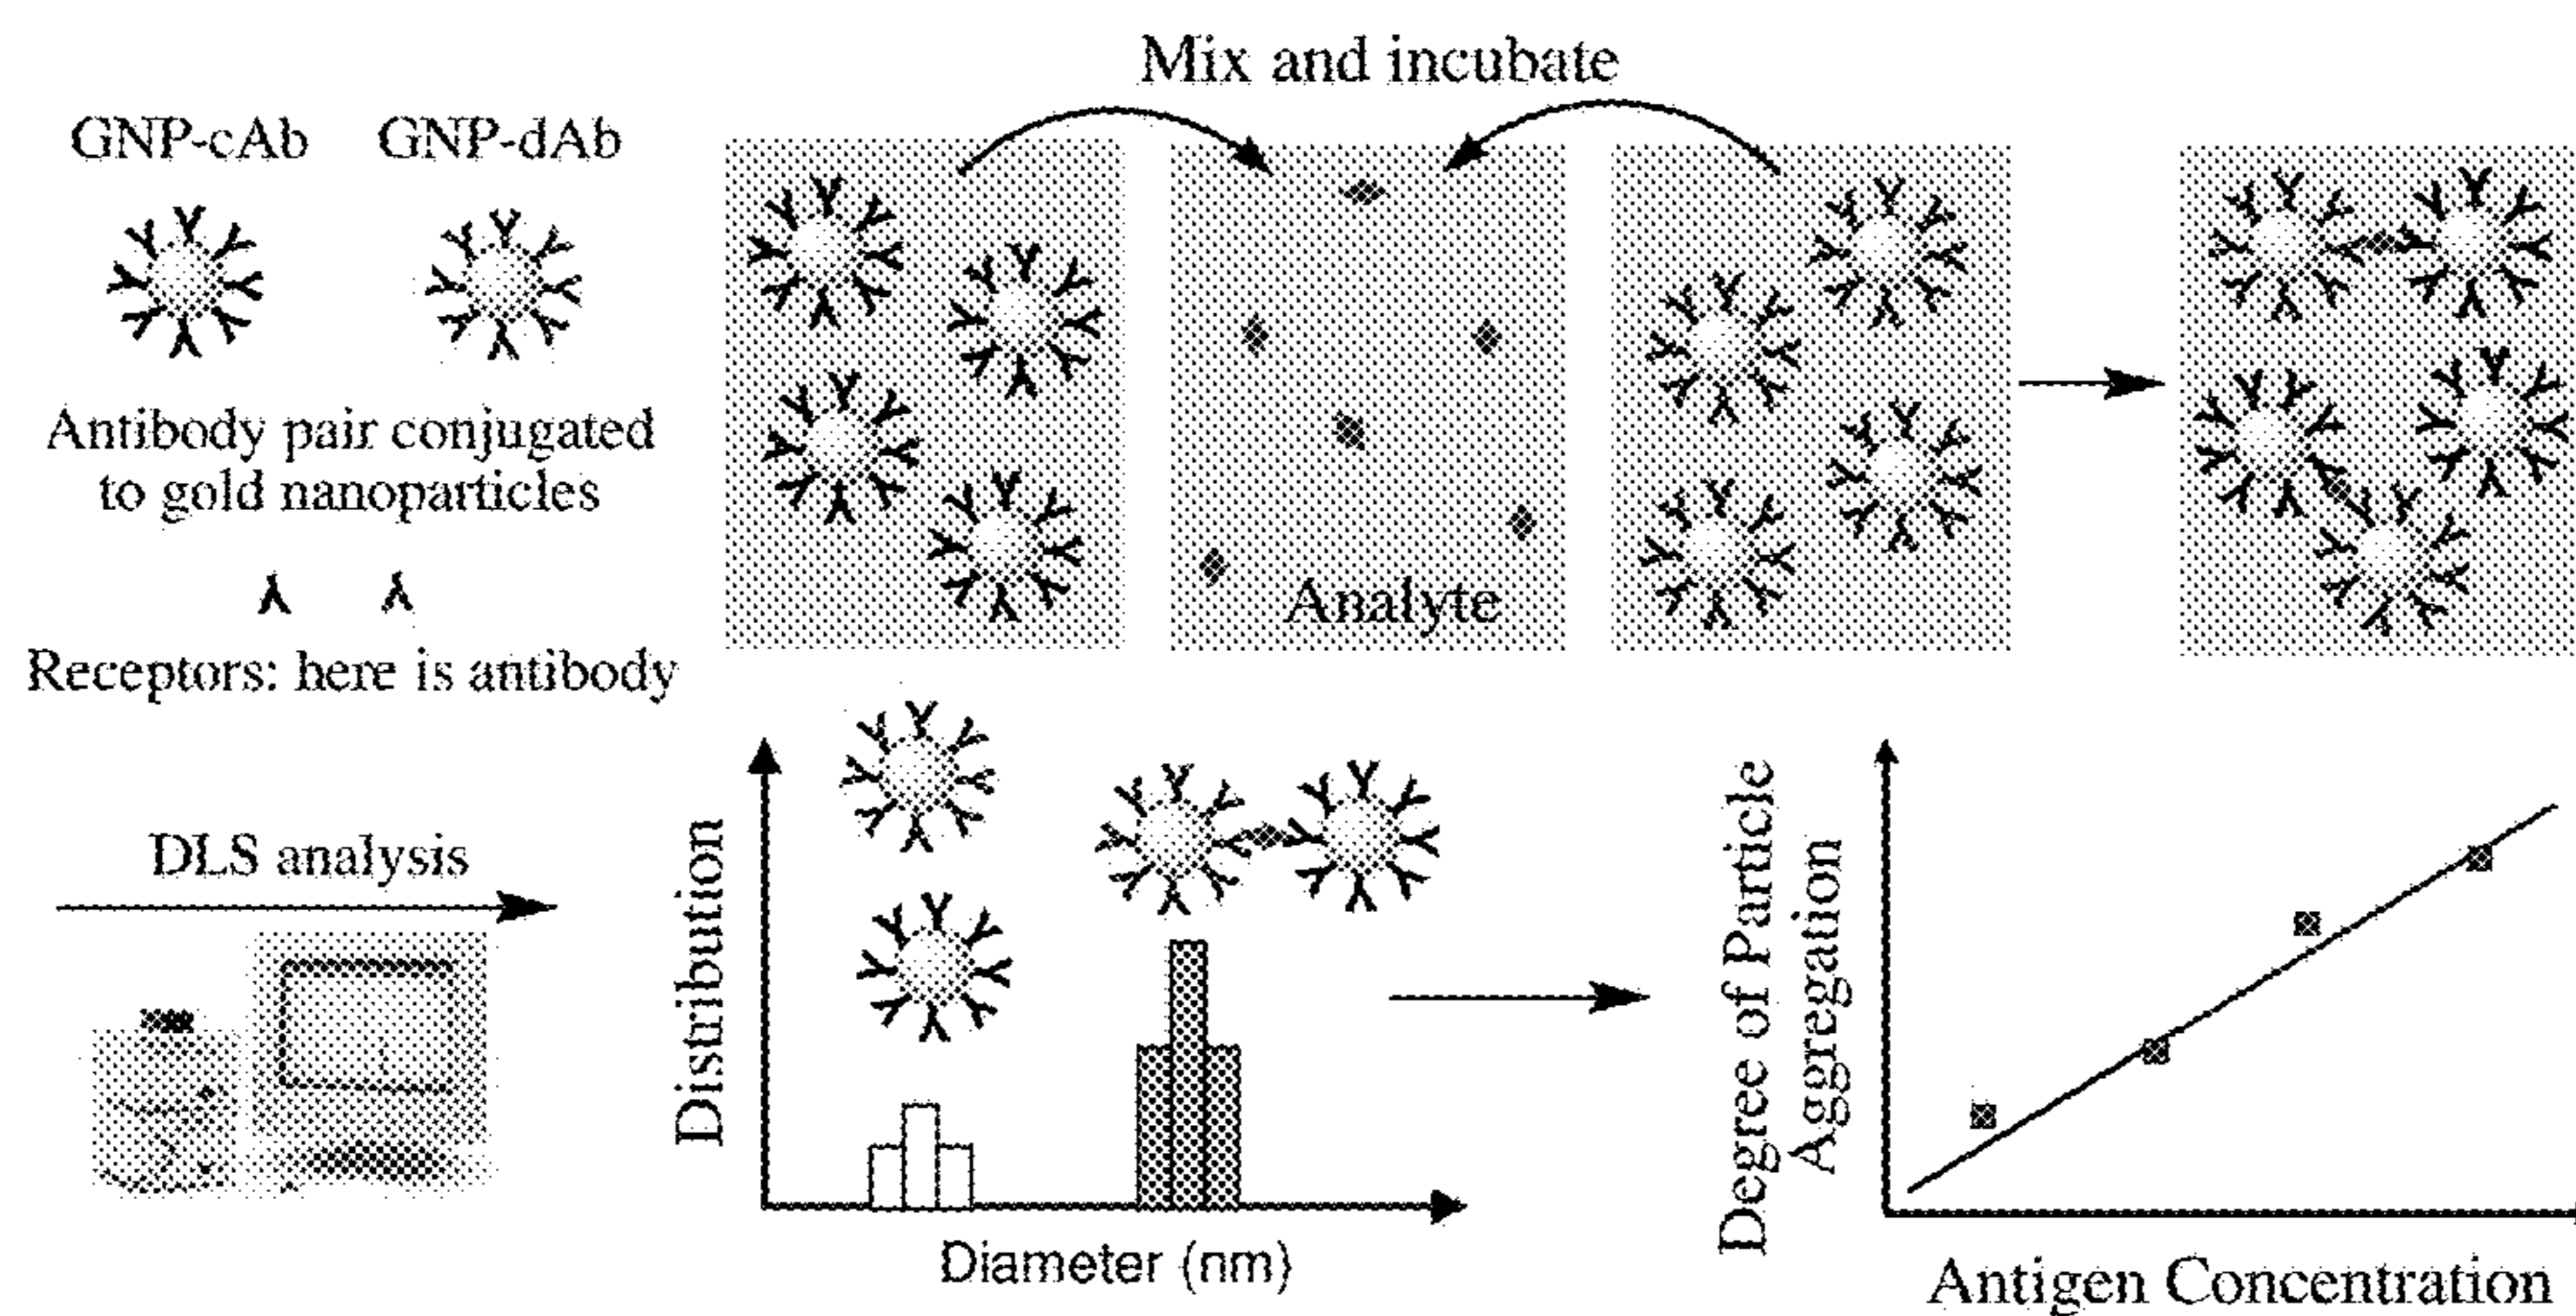 Mix and incubate
GNP-cAb GNP-dAb
Antibody pair conjugated
to gold nanoparticles
Receptors: here is antibody
Analyte
DLS analysis
Distribution
Diameter (nm)
Degree of Particle
Aggregation
Antigen Concentration